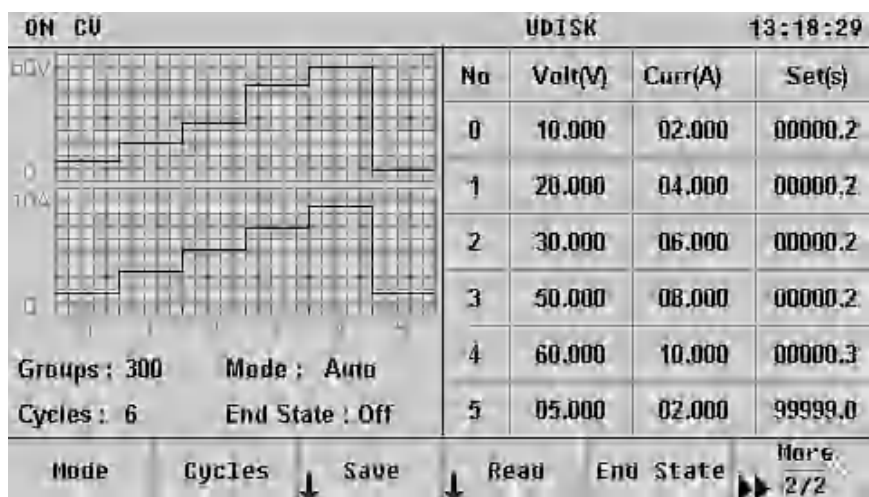 ON CV UDISK 13:18:29
60V
0
10A
0
No Volt(V) Curr(A) Set(s)
0 10.000 02.000 00000.2
1 20.000 04.000 00000.2
2 30.000 06.000 00000.2
3 50.000 08.000 00000.2
4 60.000 10.000 00000.3
5 05.000 02.000 99999.0
Groups : 300 Mode : Auto
Cycles : 6 End State : Off
Mode Cycles Save Read End State More
2/2